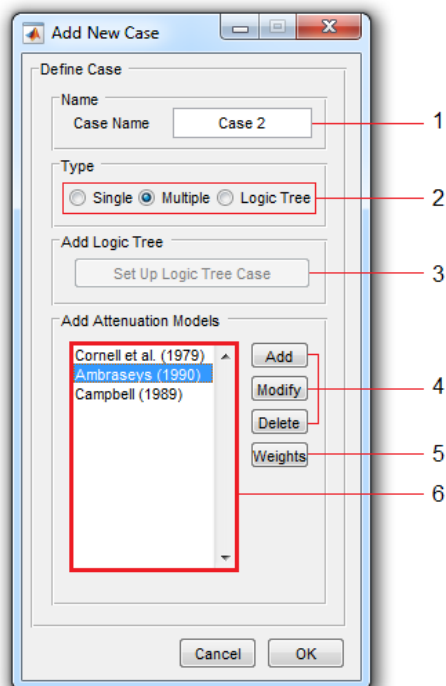 Add New Case
Define Case
Name
Case Name Case 2 1
Type
Single Multiple Logic Tree 2
Add Logic Tree
Set Up Logic Tree Case 3
Add Attenuation Models
Cornell et al. (1979) Add
Ambraseys (1990) Modify 4
Campbell (1989) Delete
Weights 5
6
Cancel OK